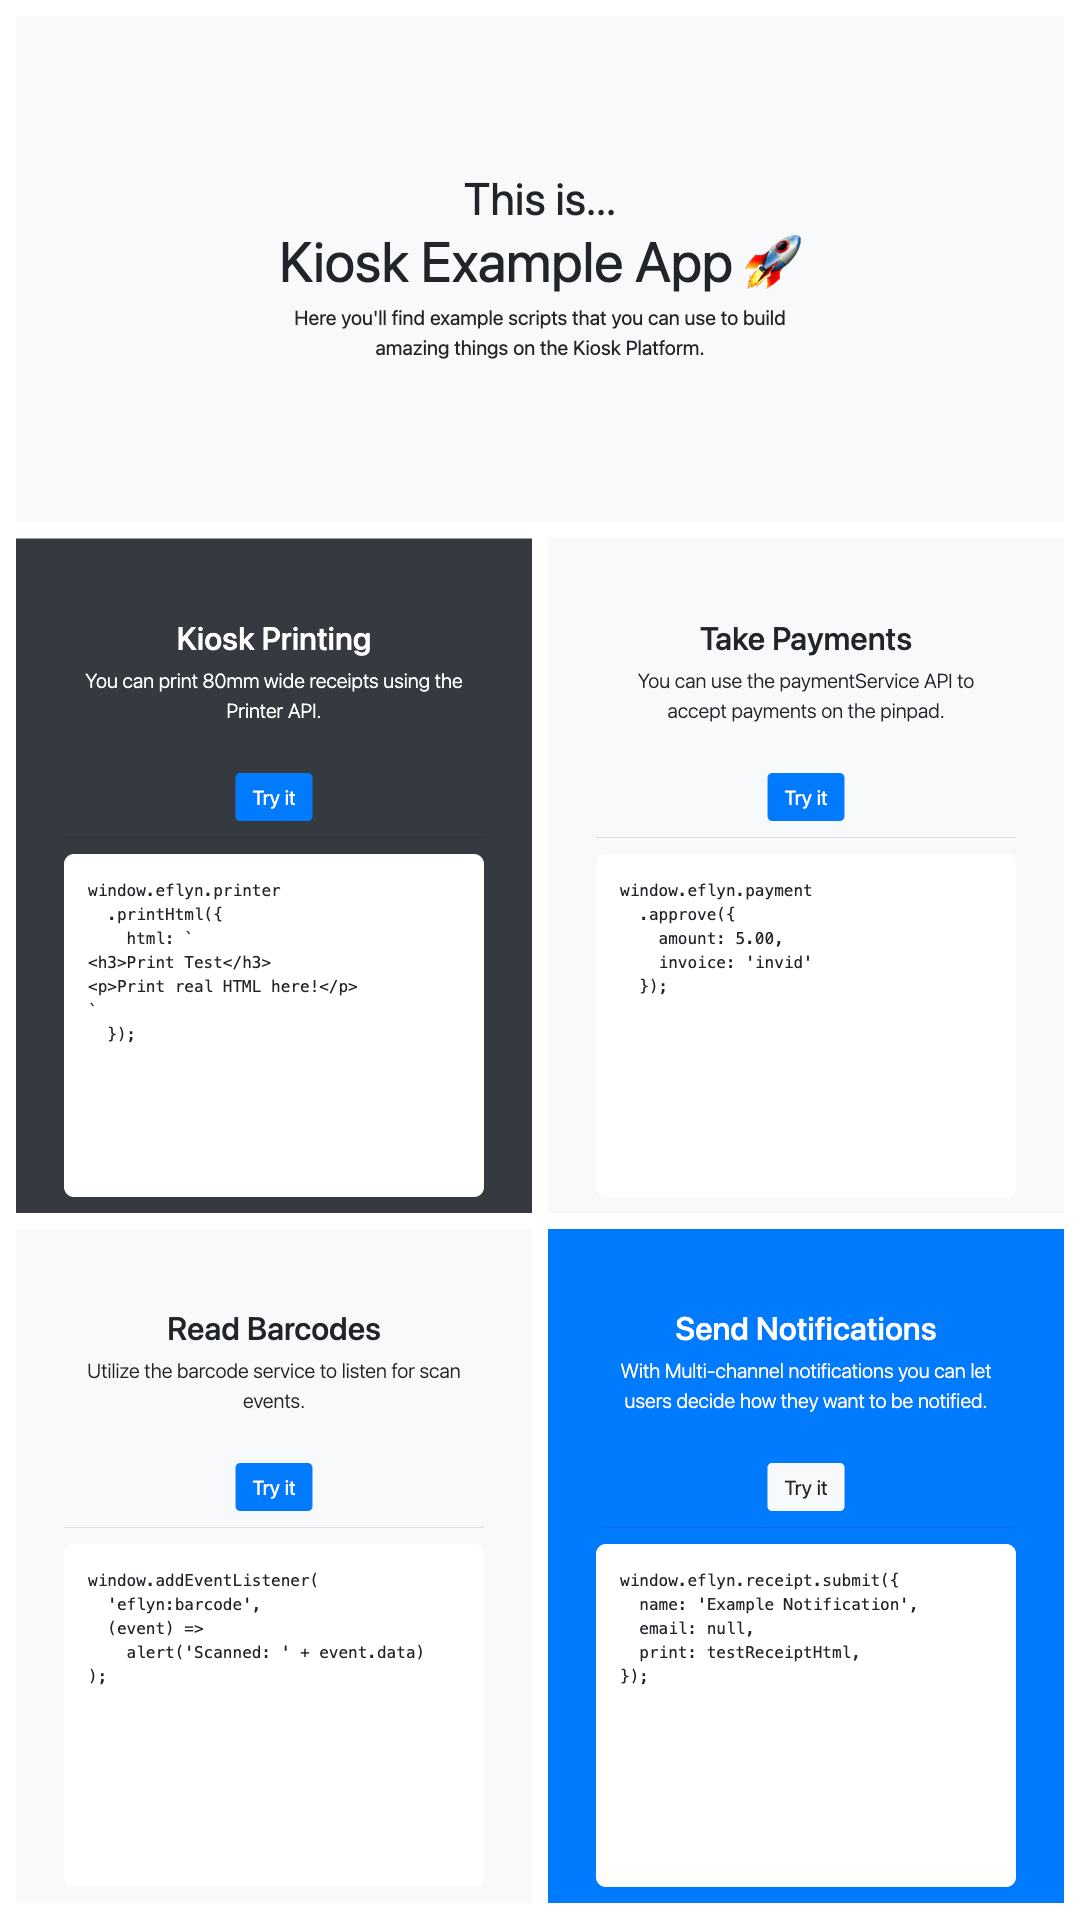 This is...
Kiosk Example App 🚀
Here you'll find example scripts that you can use to build
amazing things on the Kiosk Platform.
Kiosk Printing
You can print 80mm wide receipts using the
Printer API.
Try it
window.eflyn.printer
  .printHtml({
    html: `
<h3>Print Test</h3>
<p>Print real HTML here!</p>
`
  });
Take Payments
You can use the paymentService API to
accept payments on the pinpad.
Try it
window.eflyn.payment
  .approve({
    amount: 5.00,
    invoice: 'invid'
  });
Read Barcodes
Utilize the barcode service to listen for scan
events.
Try it
window.addEventListener(
  'eflyn:barcode',
  (event) =>
    alert('Scanned: ' + event.data)
);
Send Notifications
With Multi-channel notifications you can let
users decide how they want to be notified.
Try it
window.eflyn.receipt.submit({
  name: 'Example Notification',
  email: null,
  print: testReceiptHtml,
});